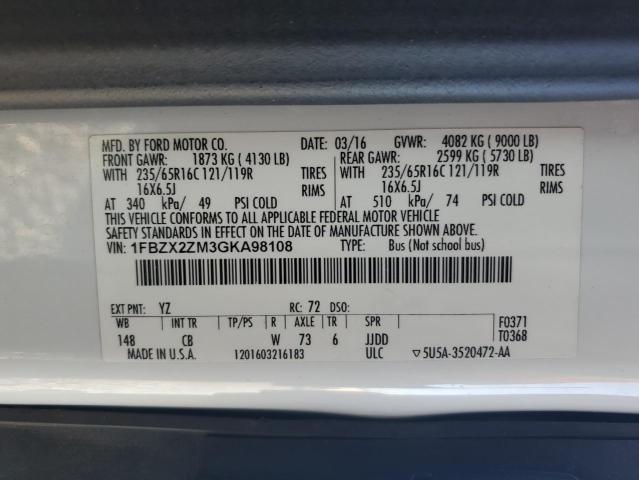 MFD. BY FORD MOTOR CO. DATE: 03/16 GVWR: 4082 KG ( 9000 LB)
FRONT GAWR: 1873 KG ( 4130 LB) REAR GAWR: 2599 KG ( 5730 LB)
WITH 235/65R16C 121/119R TIRES WITH 235/65R16C 121/119R TIRES
16X6.5J RIMS 16X6.5J RIMS
AT 340 kPa/ 49 PSI COLD AT 510 kPa/ 74 PSI COLD
THIS VEHICLE CONFORMS TO ALL APPLICABLE FEDERAL MOTOR VEHICLE
SAFETY STANDARDS IN EFFECT ON THE DATE OF MANUFACTURE SHOWN ABOVE.
VIN: 1FBZX2ZM3GKA98108 TYPE: Bus (Not school bus)
EXT PNT: YZ RC: 72 DSO:
WB INT TR TP/PS R AXLE TR SPR F0371
148 CB W 73 6 JJDD T0368
MADE IN U.S.A. 1201603216183 ULC ▽5U5A-3520472-AA